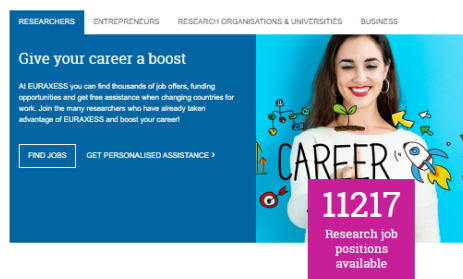 RESEARCHERS ENTREPRENEURS RESEARCH ORGANISATIONS & UNIVERSITIES BUSINESS
Give your career a boost
At EURAXESS you can find thousands of job offers, funding
opportunities and get free assistance when changing countries for
work. Join the many researchers who have already taken
advantage of EURAXESS and boost your career!
FIND JOBS GET PERSONALISED ASSISTANCE ›
CAREER
11217
Research job
positions
available